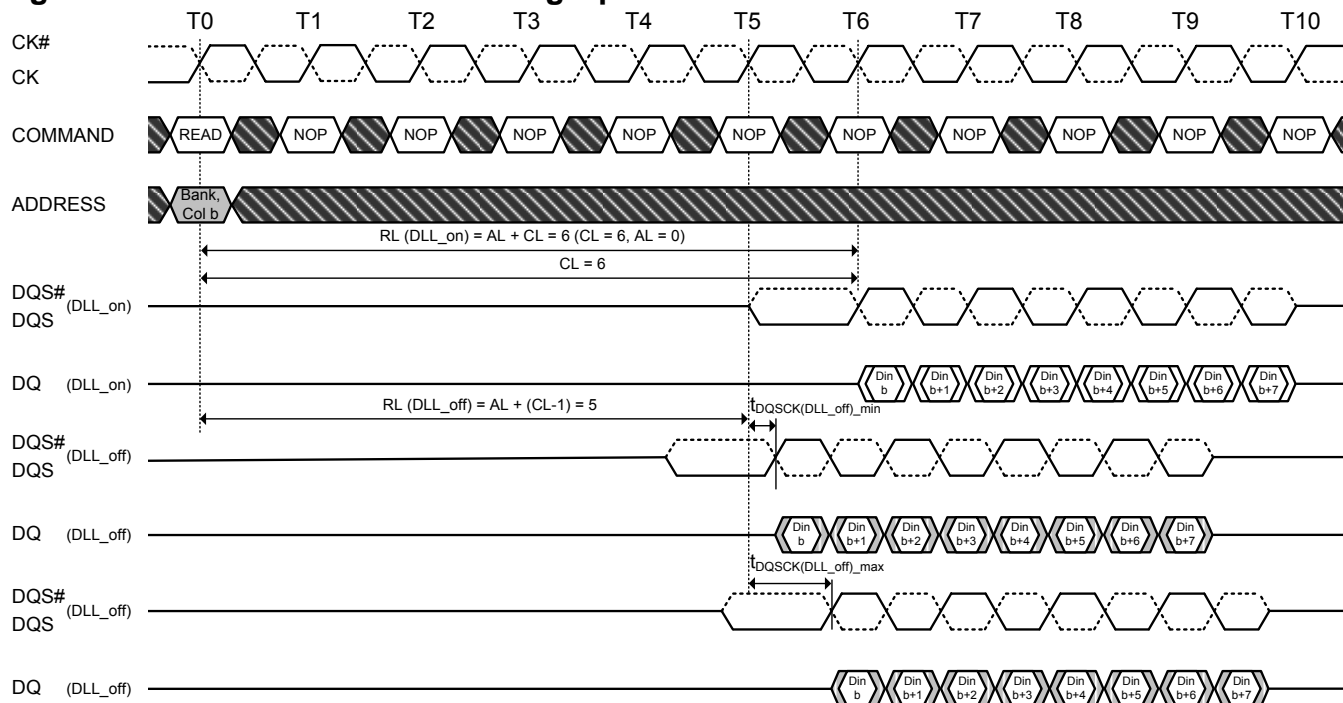 T0 T1 T2 T3 T4 T5 T6 T7 T8 T9 T10
CK#
CK
COMMAND READ NOP NOP NOP NOP NOP NOP NOP NOP NOP NOP
ADDRESS
Bank,
Col b
RL (DLL_on) = AL + CL = 6 (CL = 6, AL = 0)
CL = 6
DQS# (DLL_on)
DQS
DQ (DLL_on)
Din b Din b+1 Din b+2 Din b+3 Din b+4 Din b+5 Din b+6 Din b+7
RL (DLL_off) = AL + (CL-1) = 5
tDQSCK(DLL_off)_min
DQS# (DLL_off)
DQS
DQ (DLL_off)
Din b Din b+1 Din b+2 Din b+3 Din b+4 Din b+5 Din b+6 Din b+7
tDQSCK(DLL_off)_max
DQS# (DLL_off)
DQS
DQ (DLL_off)
Din b Din b+1 Din b+2 Din b+3 Din b+4 Din b+5 Din b+6 Din b+7